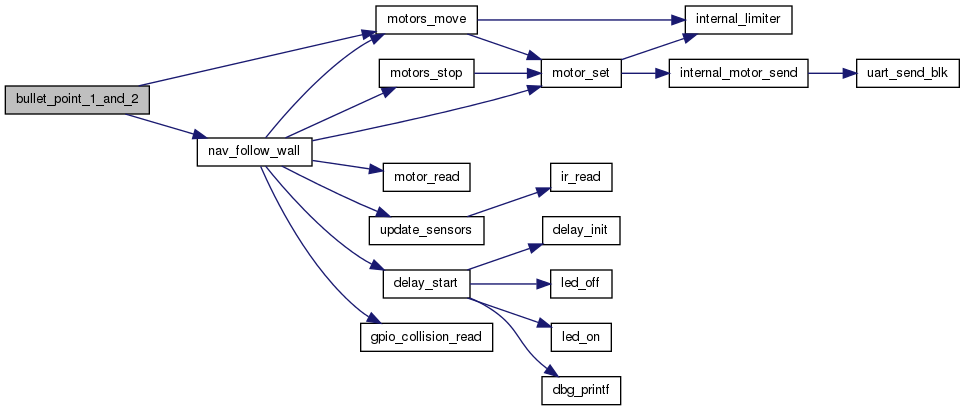 motors_move
internal_limiter
motors_stop
motor_set
internal_motor_send
uart_send_blk
bullet_point_1_and_2
nav_follow_wall
motor_read
ir_read
update_sensors
delay_init
delay_start
led_off
gpio_collision_read
led_on
dbg_printf